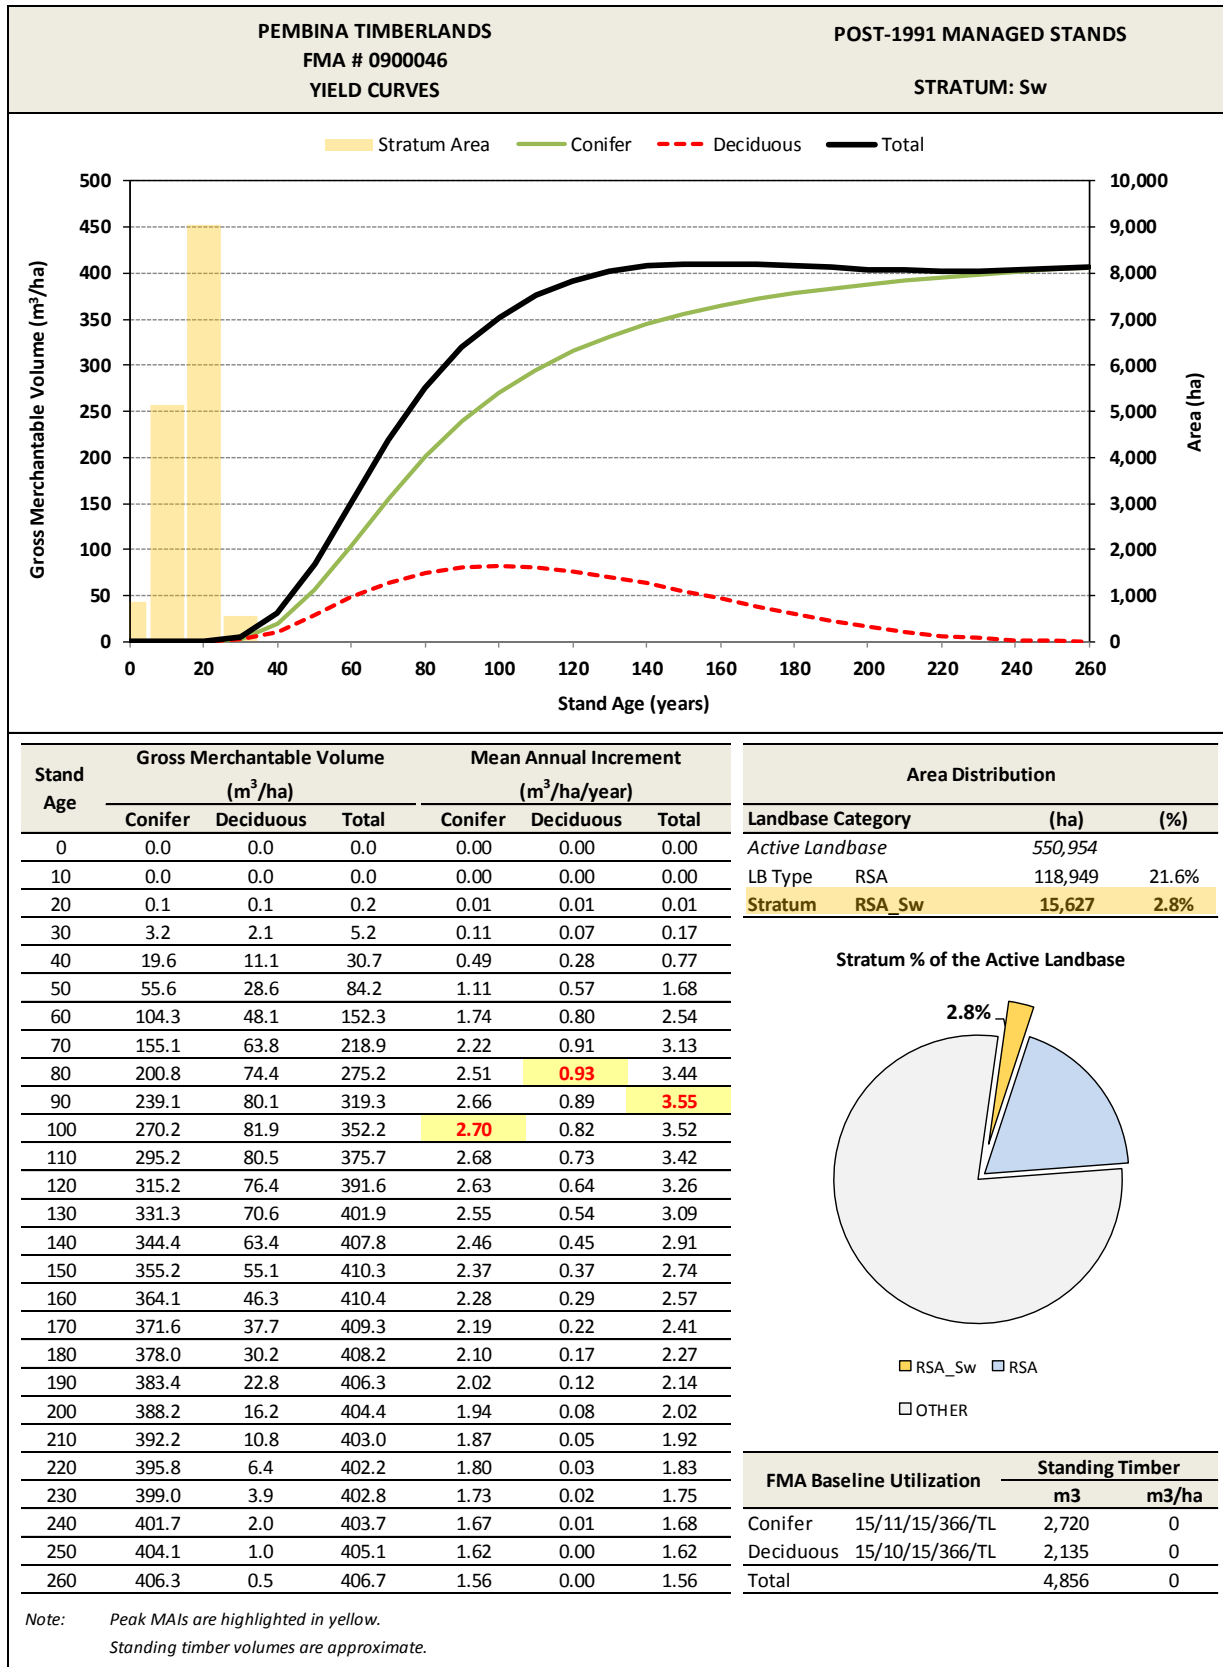 PEMBINA TIMBERLANDS
FMA # 0900046
YIELD CURVES
POST-1991 MANAGED STANDS
STRATUM: Sw
Stratum Area Conifer Deciduous Total
500
450
400
350
300
250
200
150
100
50
0
Gross Merchantable Volume (m³/ha)
10,000
9,000
8,000
7,000
6,000
5,000
4,000
3,000
2,000
1,000
0
Area (ha)
0 20 40 60 80 100 120 140 160 180 200 220 240 260
Stand Age (years)
Stand Age
Gross Merchantable Volume (m³/ha)
Mean Annual Increment (m³/ha/year)
Conifer Deciduous Total Conifer Deciduous Total
0 0.0 0.0 0.0 0.00 0.00 0.00
10 0.0 0.0 0.0 0.00 0.00 0.00
20 0.1 0.1 0.2 0.01 0.01 0.01
30 3.2 2.1 5.2 0.11 0.07 0.17
40 19.6 11.1 30.7 0.49 0.28 0.77
50 55.6 28.6 84.2 1.11 0.57 1.68
60 104.3 48.1 152.3 1.74 0.80 2.54
70 155.1 63.8 218.9 2.22 0.91 3.13
80 200.8 74.4 275.2 2.51 0.93 3.44
90 239.1 80.1 319.3 2.66 0.89 3.55
100 270.2 81.9 352.2 2.70 0.82 3.52
110 295.2 80.5 375.7 2.68 0.73 3.42
120 315.2 76.4 391.6 2.63 0.64 3.26
130 331.3 70.6 401.9 2.55 0.54 3.09
140 344.4 63.4 407.8 2.46 0.45 2.91
150 355.2 55.1 410.3 2.37 0.37 2.74
160 364.1 46.3 410.4 2.28 0.29 2.57
170 371.6 37.7 409.3 2.19 0.22 2.41
180 378.0 30.2 408.2 2.10 0.17 2.27
190 383.4 22.8 406.3 2.02 0.12 2.14
200 388.2 16.2 404.4 1.94 0.08 2.02
210 392.2 10.8 403.0 1.87 0.05 1.92
220 395.8 6.4 402.2 1.80 0.03 1.83
230 399.0 3.9 402.8 1.73 0.02 1.75
240 401.7 2.0 403.7 1.67 0.01 1.68
250 404.1 1.0 405.1 1.62 0.00 1.62
260 406.3 0.5 406.7 1.56 0.00 1.56
Area Distribution
Landbase Category (ha) (%)
Active Landbase 550,954
LB Type RSA 118,949 21.6%
Stratum RSA_Sw 15,627 2.8%
Stratum % of the Active Landbase
2.8%
RSA_Sw RSA
OTHER
FMA Baseline Utilization Standing Timber
m3 m3/ha
Conifer 15/11/15/366/TL 2,720 0
Deciduous 15/10/15/366/TL 2,135 0
Total 4,856 0
Note: Peak MAIs are highlighted in yellow.
Standing timber volumes are approximate.